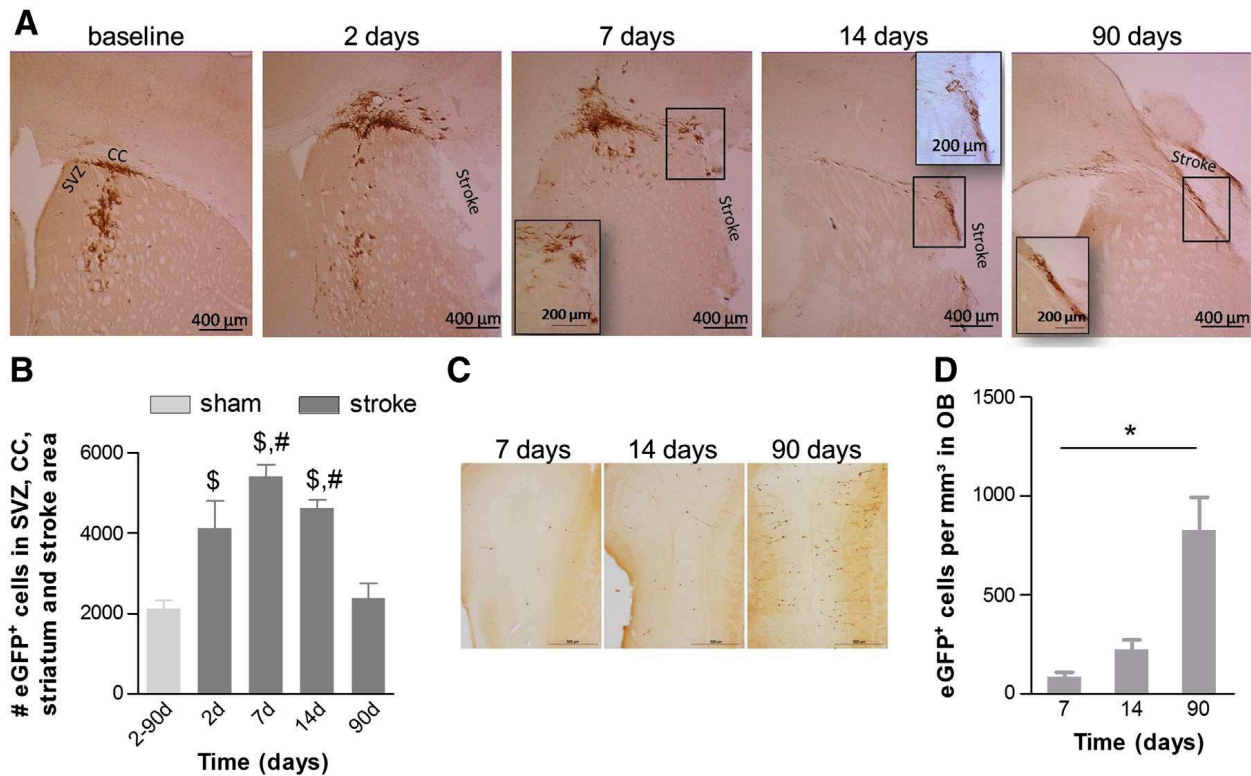 A
baseline
2 days
7 days
14 days
90 days
SVZ
CC
400 µm
Stroke
400 µm
Stroke
200 µm
400 µm
200 µm
Stroke
400 µm
Stroke
200 µm
400 µm
B
sham
stroke
# eGFP⁺ cells in SVZ, CC,
striatum and stroke area
6000
4000
2000
0
$
$,#
$,#
2-90d
2d
7d
14d
90d
Time (days)
C
7 days
14 days
90 days
D
eGFP⁺ cells per mm³ in OB
1500
1000
500
0
*
7
14
90
Time (days)